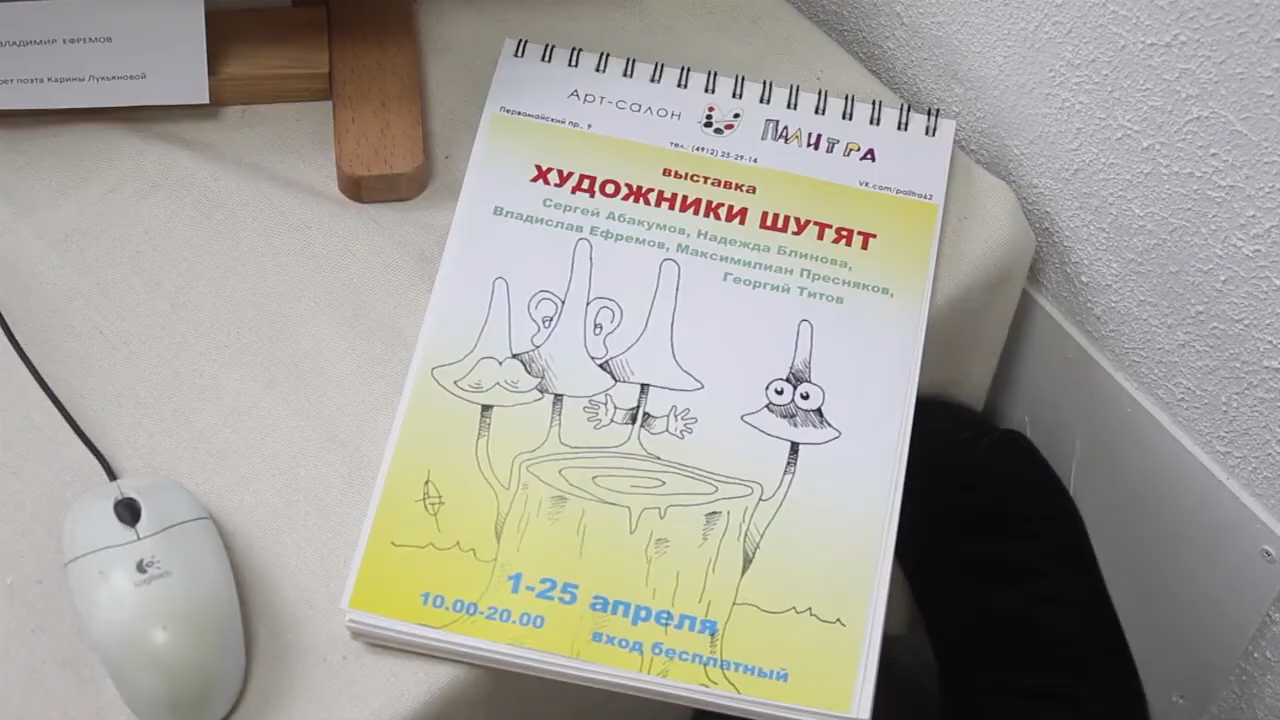 ВЛАДИМИР ЕФРЕМОВ
поэта Карины Лукьяновой
Арт-салон ПАЛИТРА
Первомайский пр., 9
тел.: (4912) 25-29-14
vk.com/palitra62
выставка
ХУДОЖНИКИ ШУТЯТ
Сергей Абакумов, Надежда Блинова,
Владислав Ефремов, Максимилиан Пресняков,
Георгий Титов
1-25 апреля
10.00-20.00
вход бесплатный
Logitech